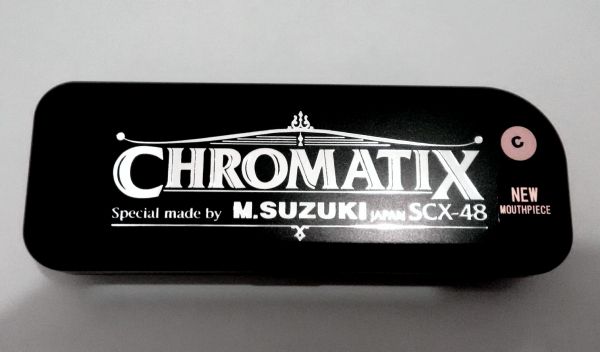 CHROMATIX
Special made by M.SUZUKI JAPAN SCX-48
C
NEW
MOUTHPIECE